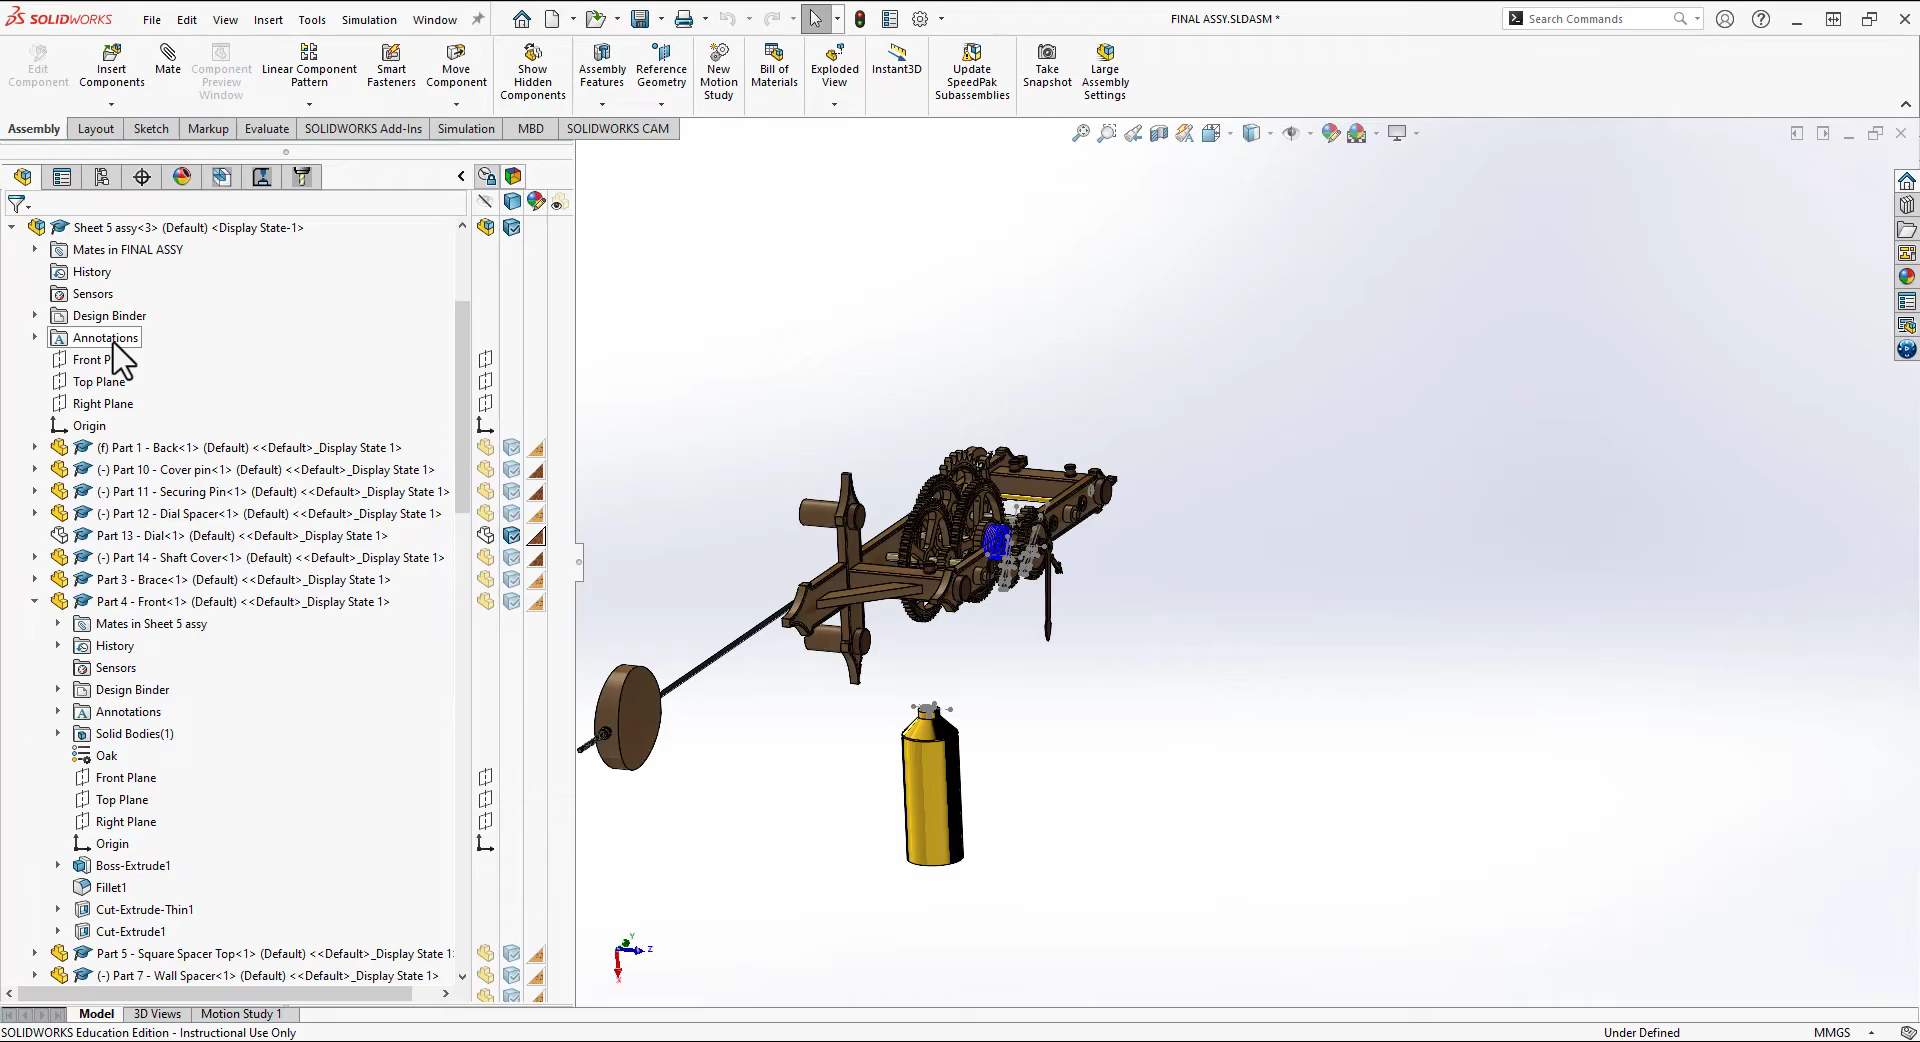 SOLIDWORKS File Edit View Insert Tools Simulation Window FINAL ASSY.SLDASM * Search Commands
Edit Component
Insert Components
Mate
Component Preview Window
Linear Component Pattern
Smart Fasteners
Move Component
Show Hidden Components
Assembly Features
Reference Geometry
New Motion Study
Bill of Materials
Exploded View
Instant3D
Update SpeedPak Subassemblies
Take Snapshot
Large Assembly Settings
Assembly Layout Sketch Markup Evaluate SOLIDWORKS Add-Ins Simulation MBD SOLIDWORKS CAM
Sheet 5 assy<3> (Default) <Display State-1>
Mates in FINAL ASSY
History
Sensors
Design Binder
Annotations
Front P
Top Plane
Right Plane
Origin
(f) Part 1 - Back<1> (Default) <<Default>_Display State 1>
(-) Part 10 - Cover pin<1> (Default) <<Default>_Display State 1>
(-) Part 11 - Securing Pin<1> (Default) <<Default>_Display State 1>
(-) Part 12 - Dial Spacer<1> (Default) <<Default>_Display State 1>
Part 13 - Dial<1> (Default) <<Default>_Display State 1>
(-) Part 14 - Shaft Cover<1> (Default) <<Default>_Display State 1>
Part 3 - Brace<1> (Default) <<Default>_Display State 1>
Part 4 - Front<1> (Default) <<Default>_Display State 1>
Mates in Sheet 5 assy
History
Sensors
Design Binder
Annotations
Solid Bodies(1)
Oak
Front Plane
Top Plane
Right Plane
Origin
Boss-Extrude1
Fillet1
Cut-Extrude-Thin1
Cut-Extrude1
Part 5 - Square Spacer Top<1> (Default) <<Default>_Display State 1>
(-) Part 7 - Wall Spacer<1> (Default) <<Default>_Display State 1>
Y
Z
X
Model 3D Views Motion Study 1
SOLIDWORKS Education Edition - Instructional Use Only Under Defined MMGS